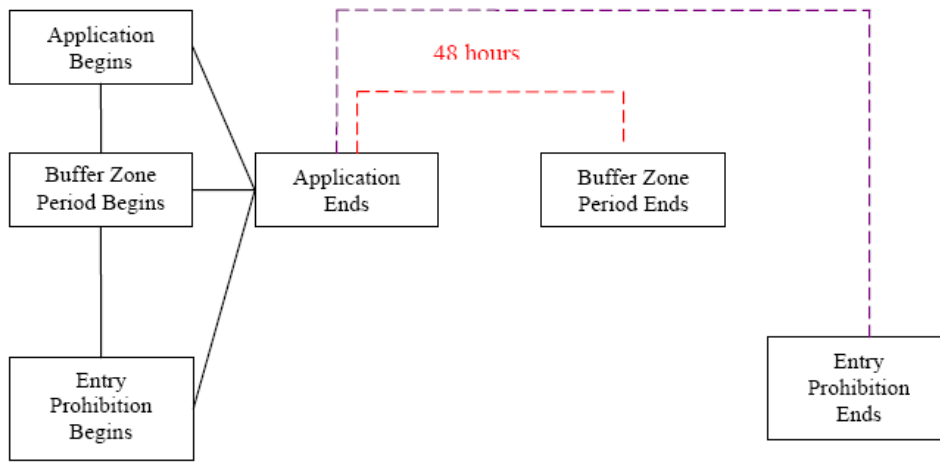 Application
Begins
48 hours
Buffer Zone
Period Begins
Application
Ends
Buffer Zone
Period Ends
Entry
Prohibition
Begins
Entry
Prohibition
Ends